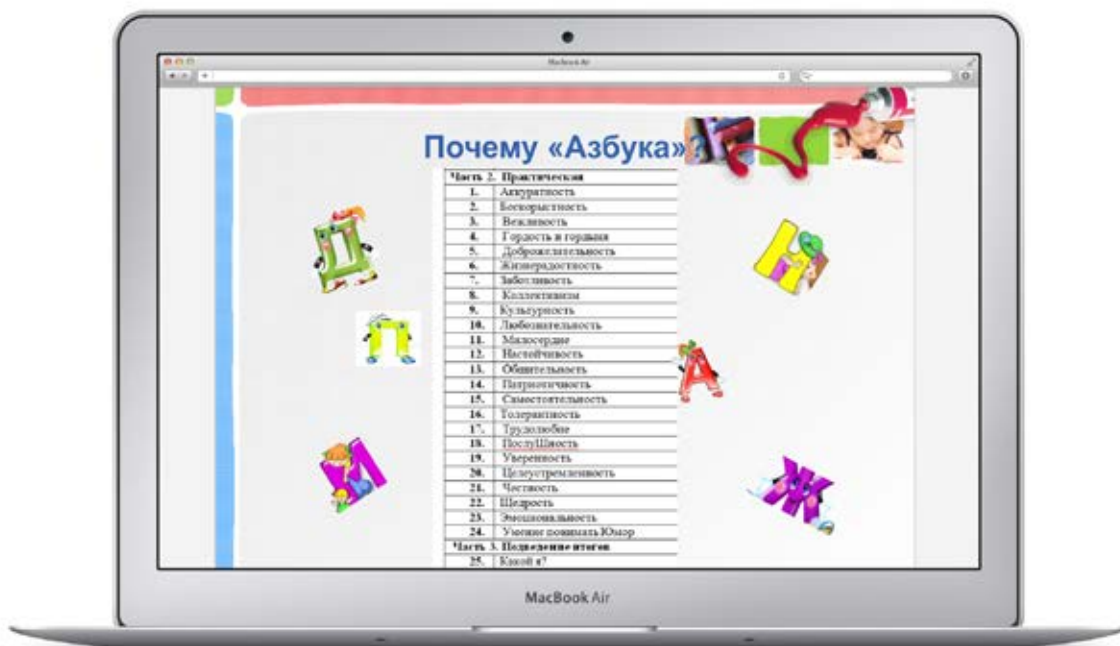 MacBook Air
Почему «Азбука»?
Часть 2. Практическая
1. Аккуратность
2. Бескорыстность
3. Вежливость
4. Гордость и гордыня
5. Доброжелательность
6. Жизнерадостность
7. Заботливость
8. Коллективизм
9. Культурность
10. Любознательность
11. Милосердие
12. Настойчивость
13. Общительность
14. Патриотичность
15. Самостоятельность
16. Толерантность
17. Трудолюбие
18. ПослуШность
19. Уверенность
20. Целеустремленность
21. Честность
22. Щедрость
23. Эмоциональность
24. Умение понимать Юмор
Часть 3. Подведение итогов
25. Какой я?
Д
Н
П
А
И
Ж
MacBook Air